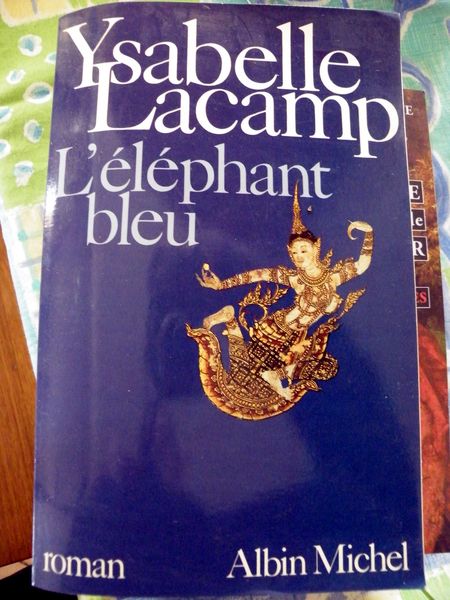 Ysabelle
Lacamp
L'éléphant
bleu
roman
Albin Michel